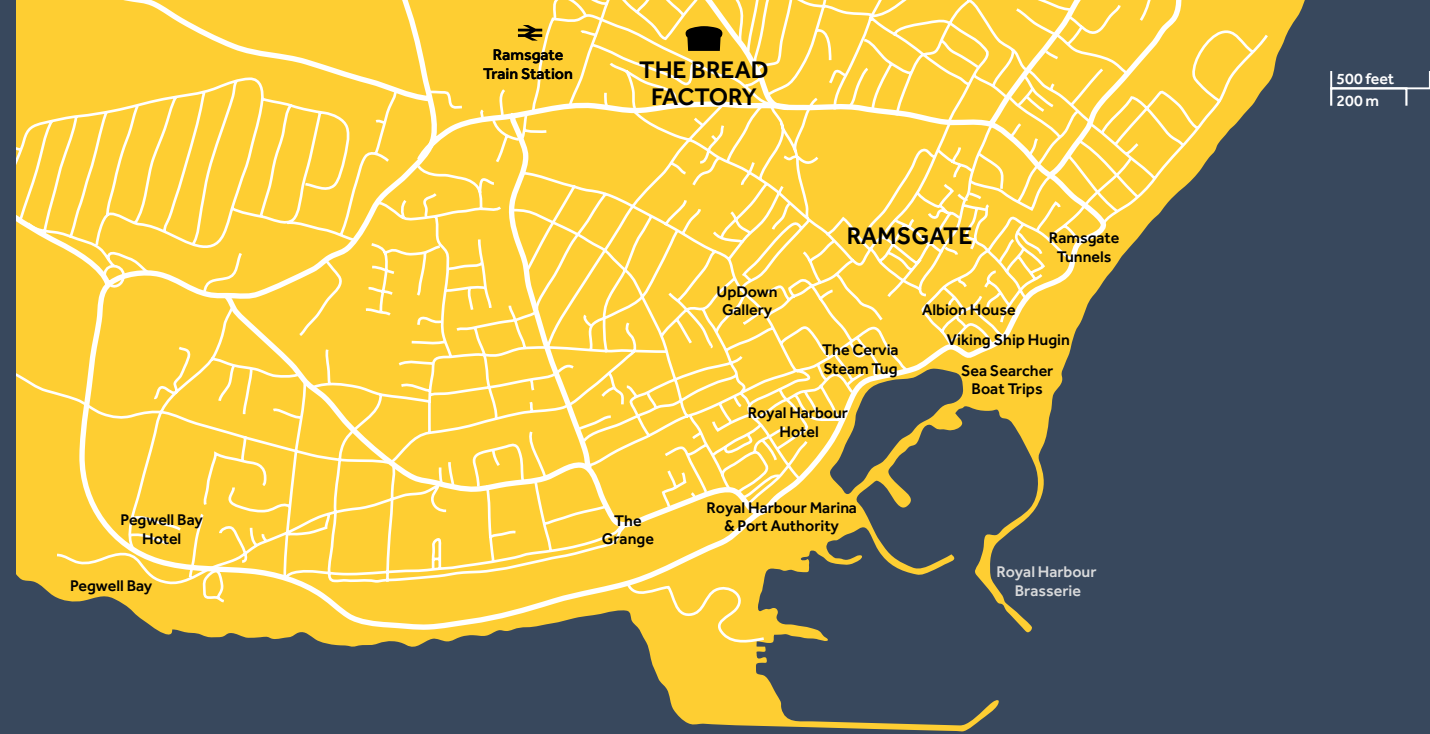 Ramsgate
Train Station
THE BREAD
FACTORY
500 feet
200 m
RAMSGATE
Ramsgate
Tunnels
UpDown
Gallery
Albion House
Viking Ship Hugin
The Cervia
Steam Tug
Sea Searcher
Boat Trips
Royal Harbour
Hotel
Royal Harbour Marina
& Port Authority
The
Grange
Pegwell Bay
Hotel
Pegwell Bay
Royal Harbour
Brasserie